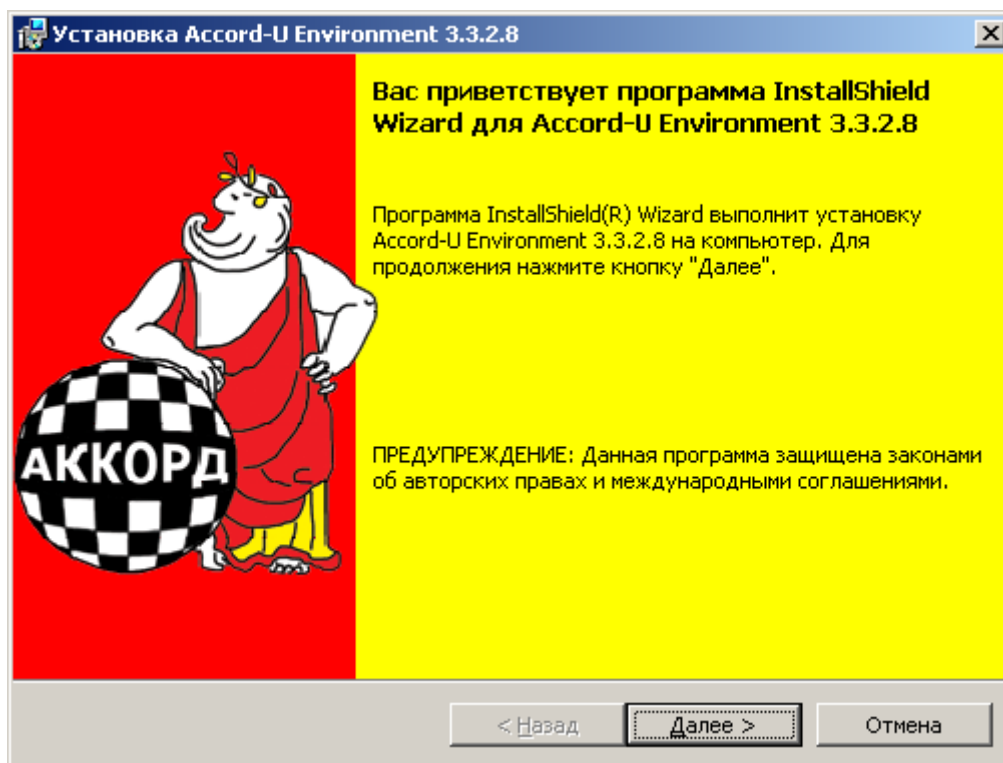 Установка Accord-U Environment 3.3.2.8
Вас приветствует программа InstallShield
Wizard для Accord-U Environment 3.3.2.8
Программа InstallShield(R) Wizard выполнит установку
Accord-U Environment 3.3.2.8 на компьютер. Для
продолжения нажмите кнопку "Далее".
АККОРД
ПРЕДУПРЕЖДЕНИЕ: Данная программа защищена законами
об авторских правах и международными соглашениями.
< Назад
Далее >
Отмена